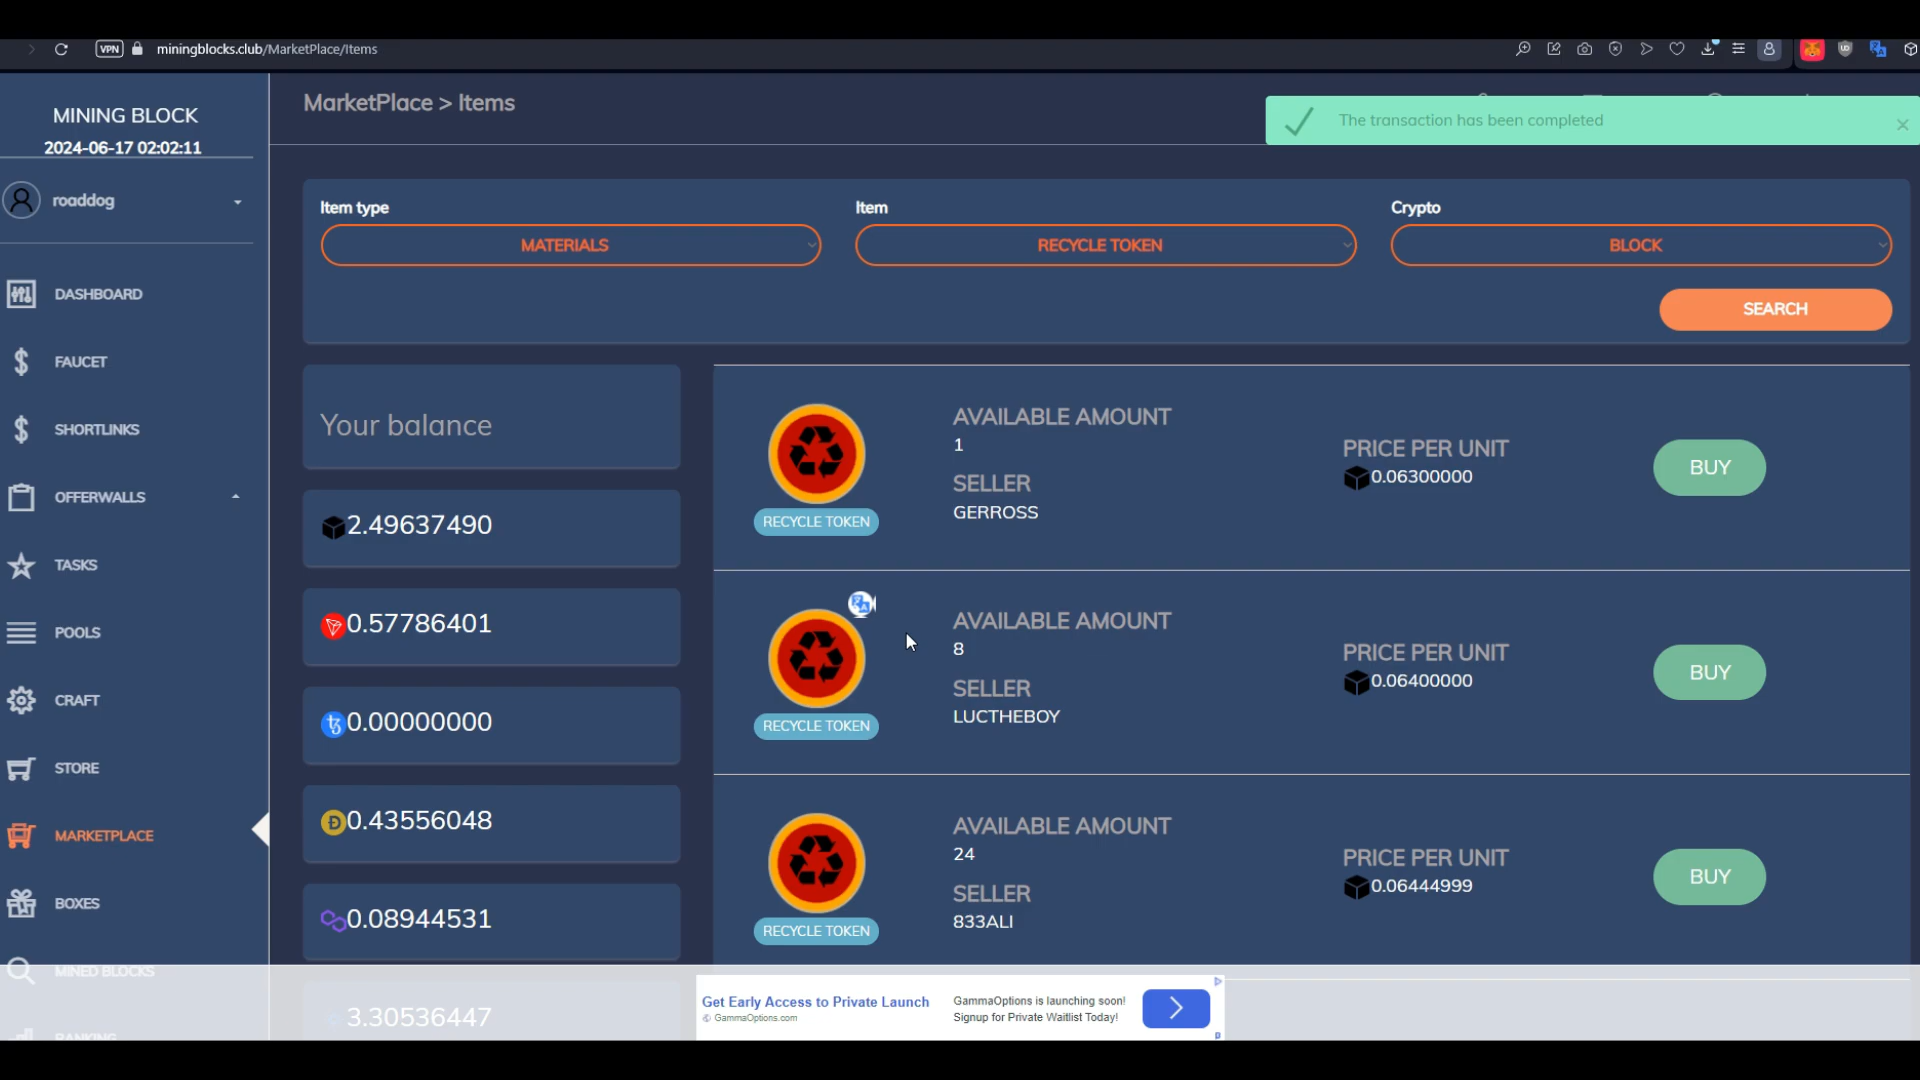 VPN miningblocks.club/MarketPlace/Items
MINING BLOCK
2024-06-17 02:02:11
roaddog
DASHBOARD
FAUCET
SHORTLINKS
OFFERWALLS
TASKS
POOLS
CRAFT
STORE
MARKETPLACE
BOXES
MINED BLOCKS
RANKING
MarketPlace > Items
The transaction has been completed
Item type
MATERIALS
Item
RECYCLE TOKEN
Crypto
BLOCK
SEARCH
Your balance
2.49637490
0.57786401
0.00000000
0.43556048
0.08944531
3.30536447
RECYCLE TOKEN
AVAILABLE AMOUNT
1
SELLER
GERROSS
PRICE PER UNIT
0.06300000
BUY
RECYCLE TOKEN
AVAILABLE AMOUNT
8
SELLER
LUCTHEBOY
PRICE PER UNIT
0.06400000
BUY
RECYCLE TOKEN
AVAILABLE AMOUNT
24
SELLER
833ALI
PRICE PER UNIT
0.06444999
BUY
Get Early Access to Private Launch
GammaOptions.com
GammaOptions is launching soon!
Signup for Private Waitlist Today!